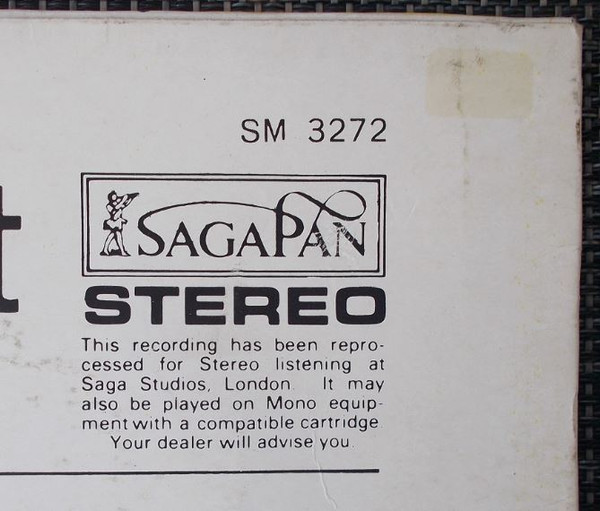 SM 3272
SAGAPAN
t
STEREO
This recording has been repro-
cessed for Stereo listening at
Saga Studios, London. It may
also be played on Mono equip-
ment with a compatible cartridge
Your dealer will advise you.